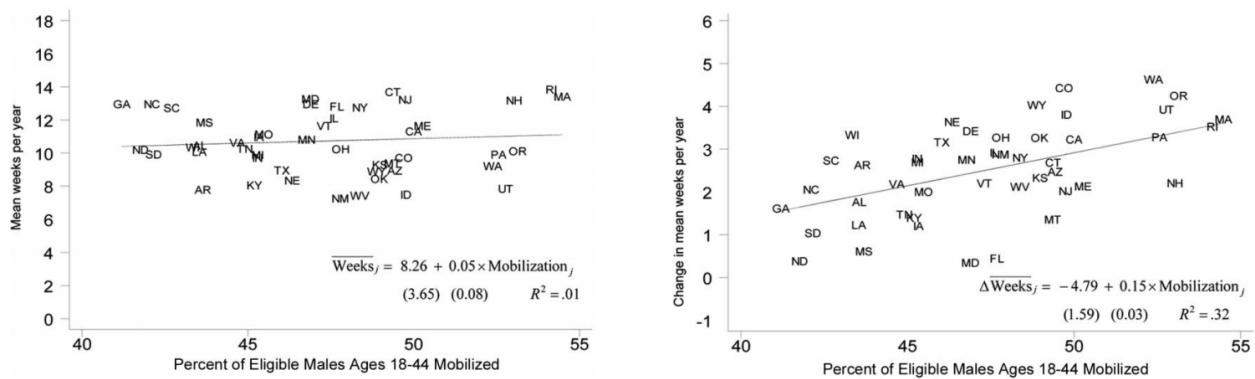 Mean weeks per year
18
16
14
12
10
8
6
4
2
0
GA NC SC MS ND SD AR VA MO TX KY NE MD DE FL IL VT MN OH NM NY WV CT NJ ME CA CO MT KS WY AZ OR ID NH RI MA PA WA OR UT
Weeks_j = 8.26 + 0.05 × Mobilization_j
(3.65) (0.08) R² = .01
40 45 50 55
Percent of Eligible Males Ages 18-44 Mobilized
Change in mean weeks per year
6
5
4
3
2
1
0
-1
GA ND SD NC SC WI NE AL LA MS VA TN KY IA MO MI TX NE DE MN MD VT FL OH NM IL NY WV WY OK KS CT AZ MT CO ID CA NJ ME WA UT OR PA NH RI MA
ΔWeeks_j = −4.79 + 0.15 × Mobilization_j
(1.59) (0.03) R² = .32
40 45 50 55
Percent of Eligible Males Ages 18-44 Mobilized